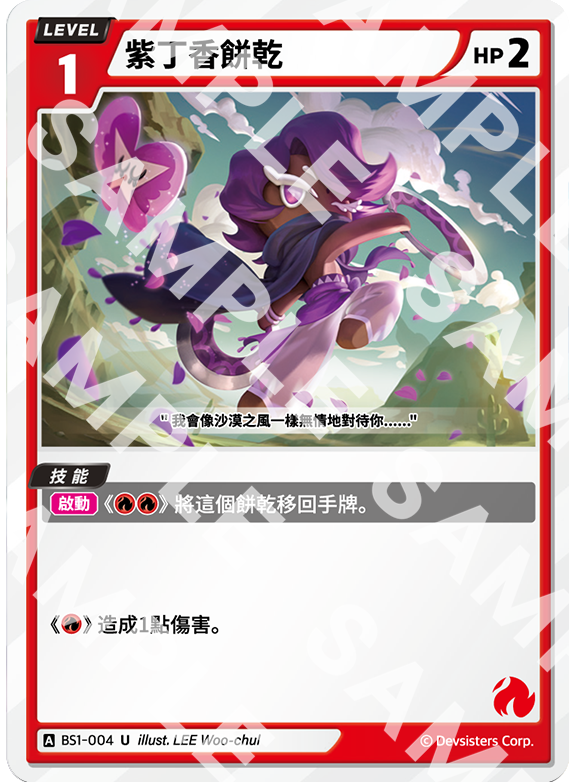 LEVEL
1
紫丁香餅乾
HP 2
"我會像沙漠之風一樣無情地對待你......"
技能
啟動 《》將這個餅乾移回手牌。
《》造成1點傷害。
A BS1-004 U illust. LEE Woo-chul
© Devsisters Corp.
SAMPLE SAMPLE SAMPLE